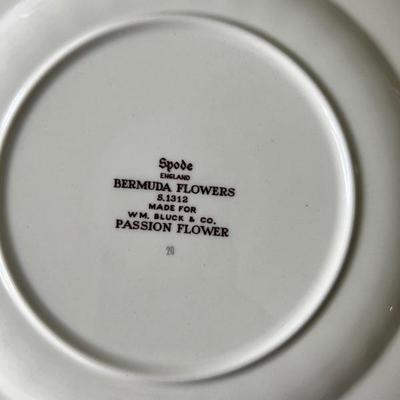 Spode
ENGLAND
BERMUDA FLOWERS
S.1312
MADE FOR
WM. BLUCK & CO.
PASSION FLOWER
20